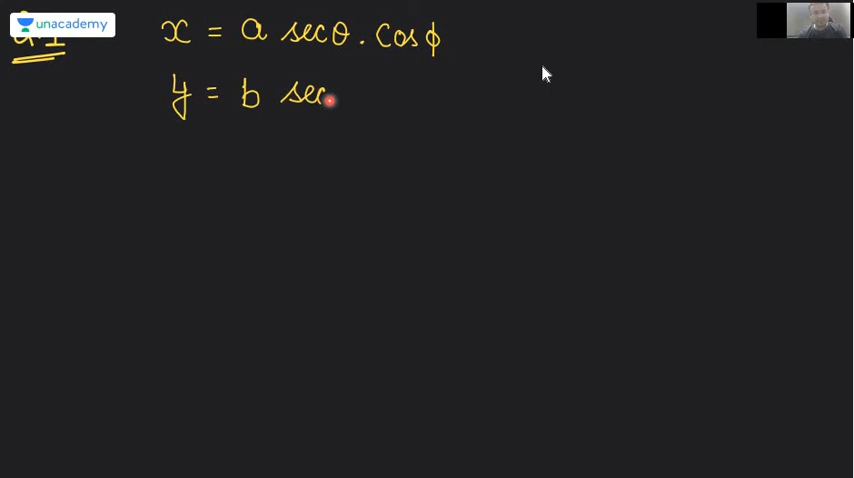 unacademy
x = a secθ . cosϕ
y = b sec